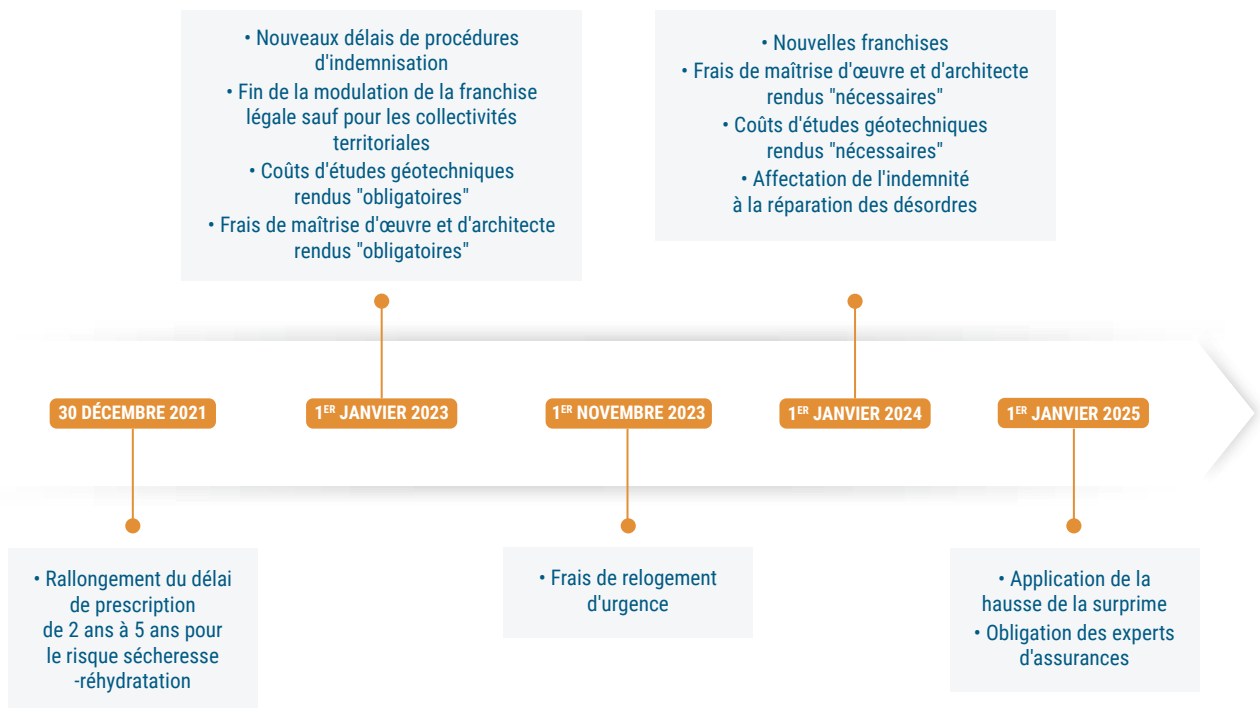 • Nouveaux délais de procédures
d'indemnisation
• Fin de la modulation de la franchise
légale sauf pour les collectivités
territoriales
• Coûts d'études géotechniques
rendus "obligatoires"
• Frais de maîtrise d'œuvre et d'architecte
rendus "obligatoires"
• Nouvelles franchises
• Frais de maîtrise d'œuvre et d'architecte
rendus "nécessaires"
• Coûts d'études géotechniques
rendus "nécessaires"
• Affectation de l'indemnité
à la réparation des désordres
30 DÉCEMBRE 2021
1ER JANVIER 2023
1ER NOVEMBRE 2023
1ER JANVIER 2024
1ER JANVIER 2025
• Rallongement du délai
de prescription
de 2 ans à 5 ans pour
le risque sécheresse
-réhydratation
• Frais de relogement
d'urgence
• Application de la
hausse de la surprime
• Obligation des experts
d'assurances